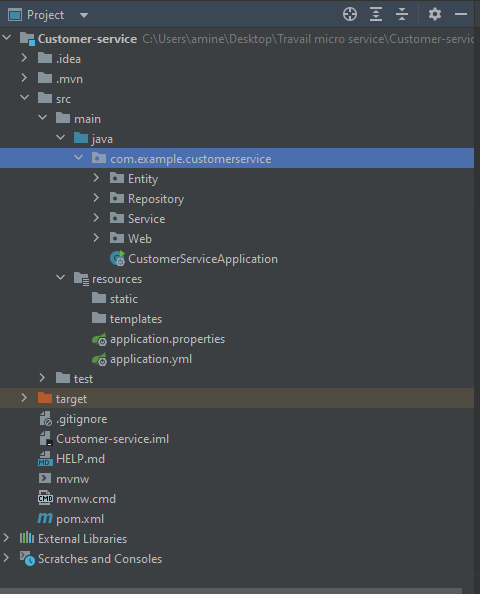 Project
Customer-service C:\Users\amine\Desktop\Travail micro service\Customer-servic
.idea
.mvn
src
main
java
com.example.customerservice
Entity
Repository
Service
Web
CustomerServiceApplication
resources
static
templates
application.properties
application.yml
test
target
.gitignore
Customer-service.iml
HELP.md
mvnw
mvnw.cmd
pom.xml
External Libraries
Scratches and Consoles